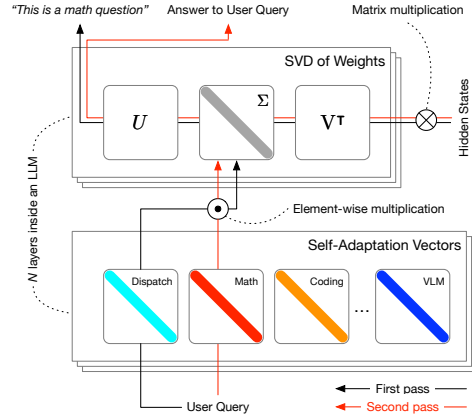 "This is a math question"
Answer to User Query
Matrix multiplication
SVD of Weights
U
Σ
V⊤
Hidden States
N layers inside an LLM
Element-wise multiplication
Self-Adaptation Vectors
Dispatch
Math
Coding
...
VLM
First pass
User Query
Second pass